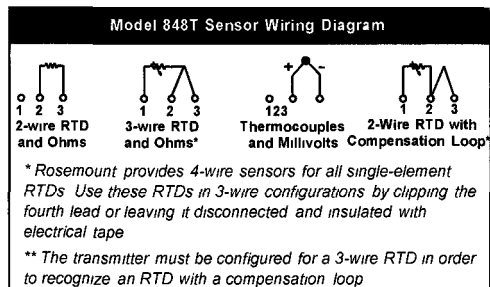 Model 848T Sensor Wiring Diagram
+ -
1 2 3 1 2 3 123 1 2 3
2-wire RTD 3-wire RTD Thermocouples 2-Wire RTD with
and Ohms and Ohms* and Millivolts Compensation Loop*
* Rosemount provides 4-wire sensors for all single-element
RTDs Use these RTDs in 3-wire configurations by clipping the
fourth lead or leaving it disconnected and insulated with
electrical tape
** The transmitter must be configured for a 3-wire RTD in order
to recognize an RTD with a compensation loop